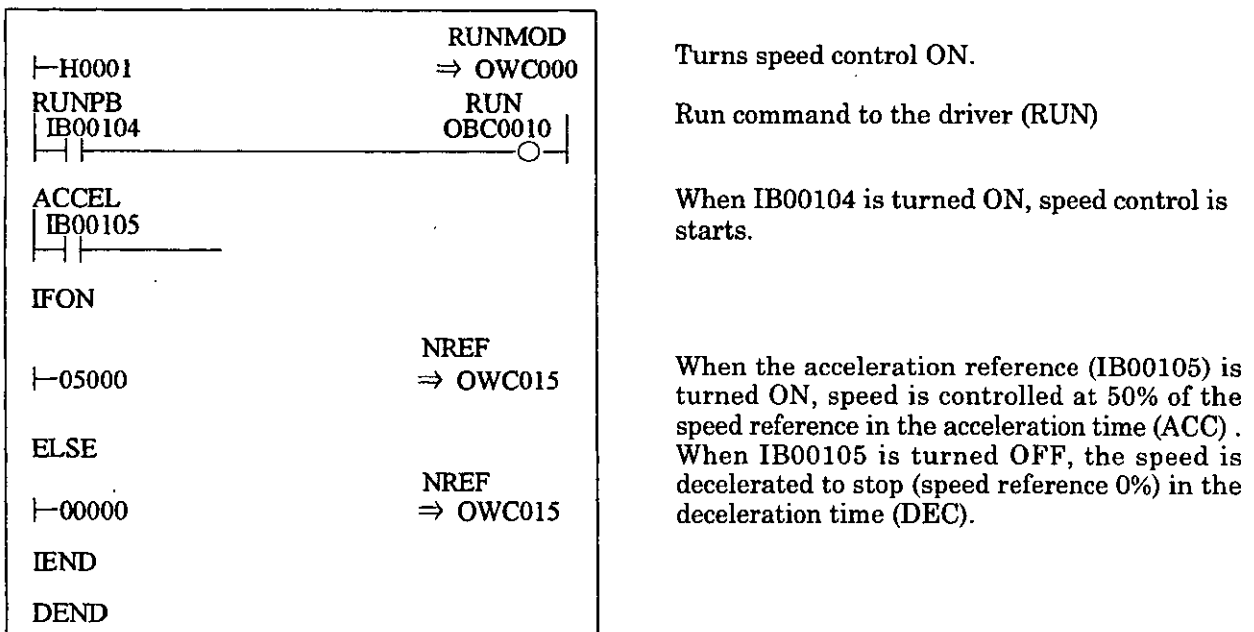 RUNMOD
├─H0001 ⇒ OWC000
Turns speed control ON.
RUNPB RUN
IB00104 OBC0010
Run command to the driver (RUN)
ACCEL
IB00105
When IB00104 is turned ON, speed control is
starts.
IFON
NREF
├─05000 ⇒ OWC015
When the acceleration reference (IB00105) is
turned ON, speed is controlled at 50% of the
speed reference in the acceleration time (ACC) .
When IB00105 is turned OFF, the speed is
decelerated to stop (speed reference 0%) in the
deceleration time (DEC).
ELSE
NREF
├─00000 ⇒ OWC015
IEND
DEND